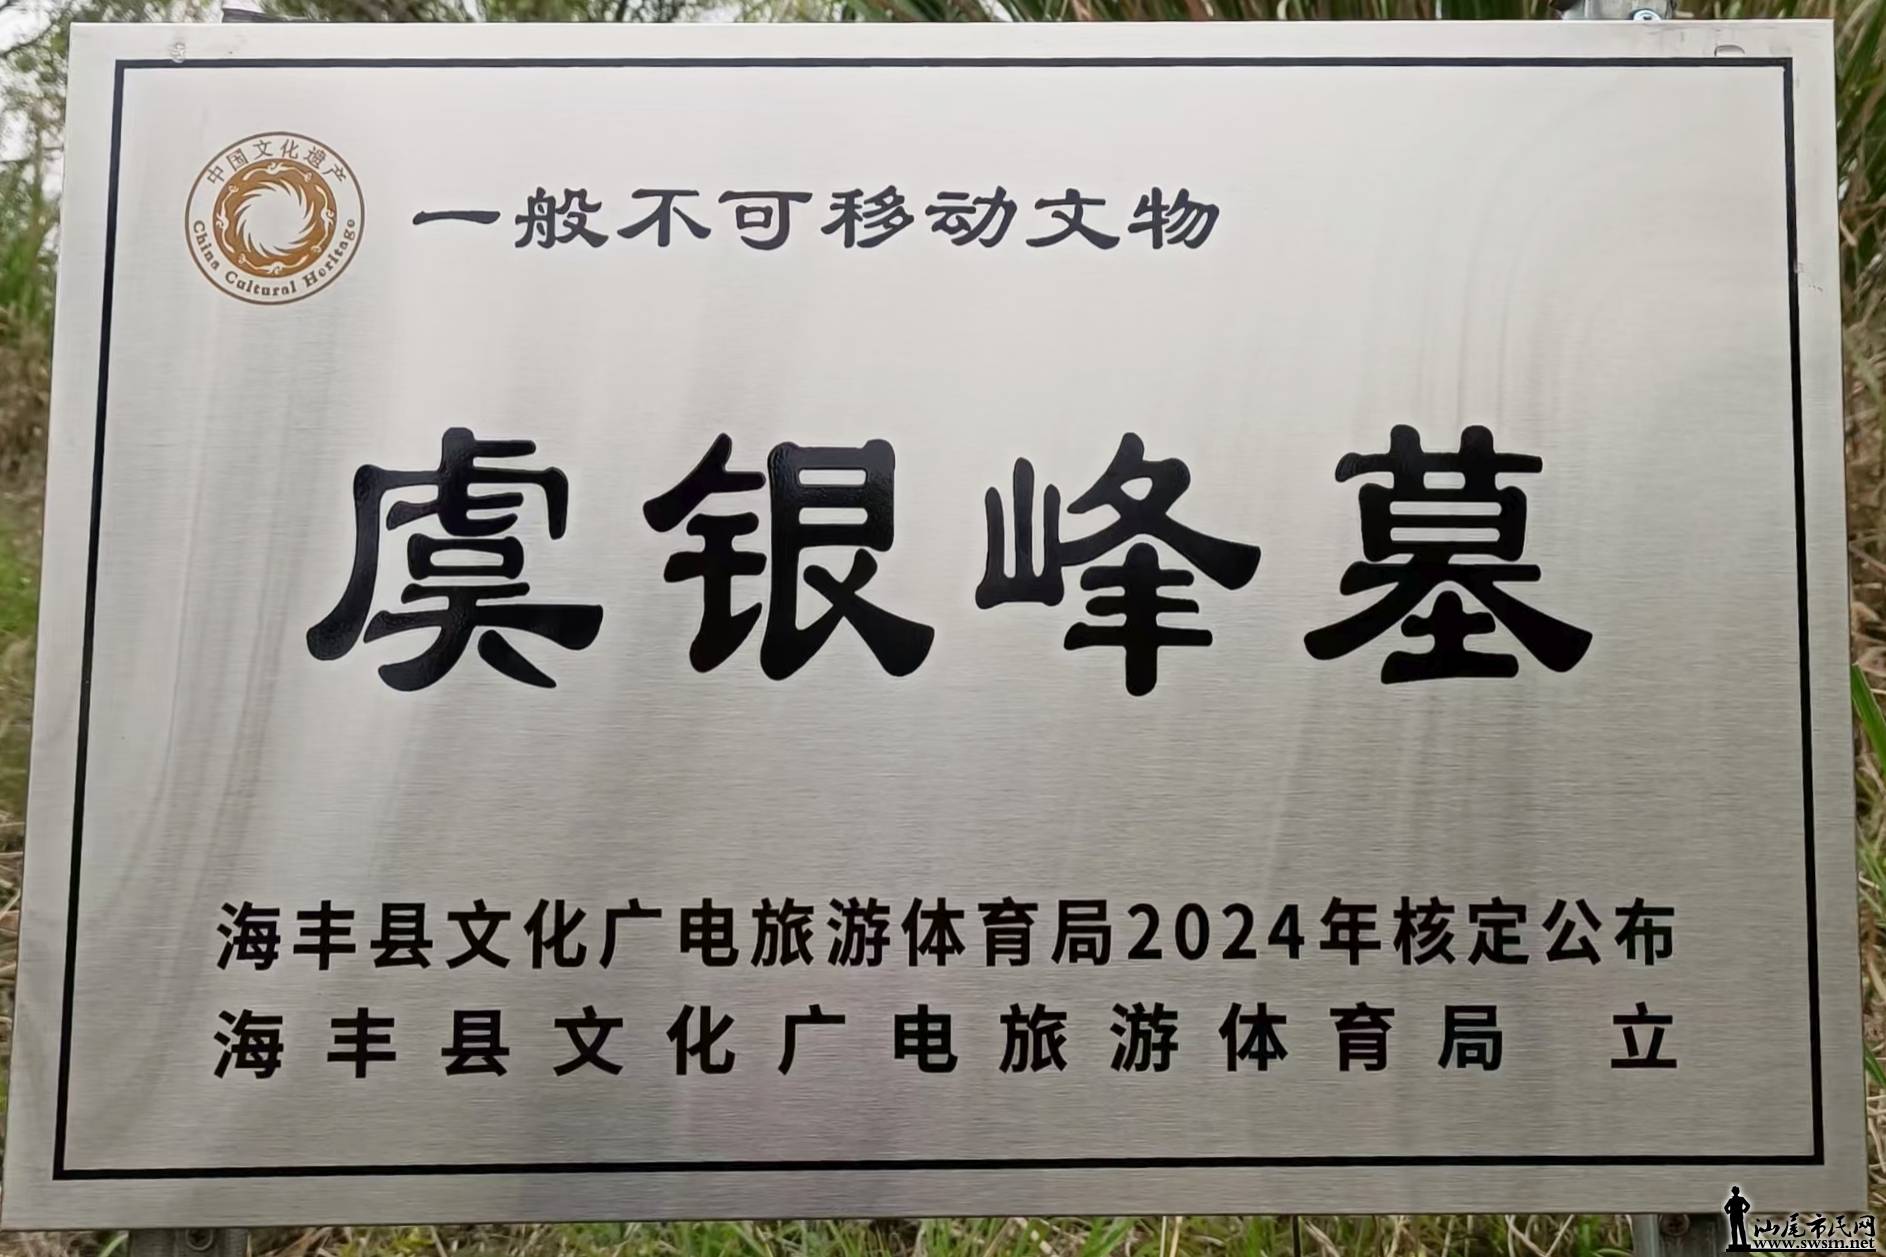 中国文化遗产
China Cultural Heritage
一般不可移动文物
虞银峰墓
海丰县文化广电旅游体育局2024年核定公布
海丰县文化广电旅游体育局 立
汕尾市民网
www.swsm.net